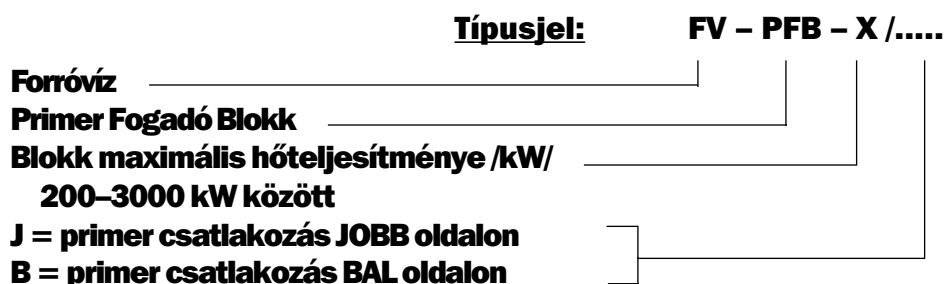 Típusjel: FV – PFB – X /.....
Forróvíz
Primer Fogadó Blokk
Blokk maximális hőteljesítménye /kW/
200–3000 kW között
J = primer csatlakozás JOBB oldalon
B = primer csatlakozás BAL oldalon